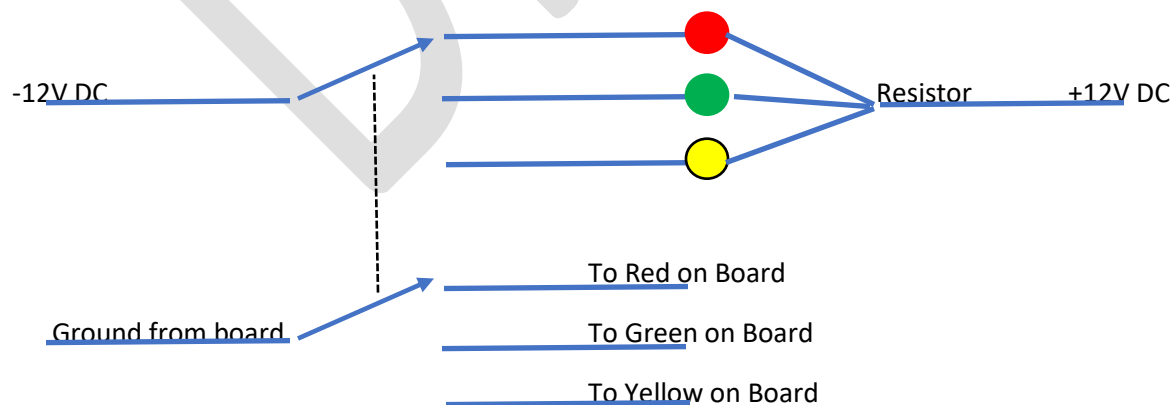 -12V DC
Resistor
+12V DC
To Red on Board
Ground from board
To Green on Board
To Yellow on Board